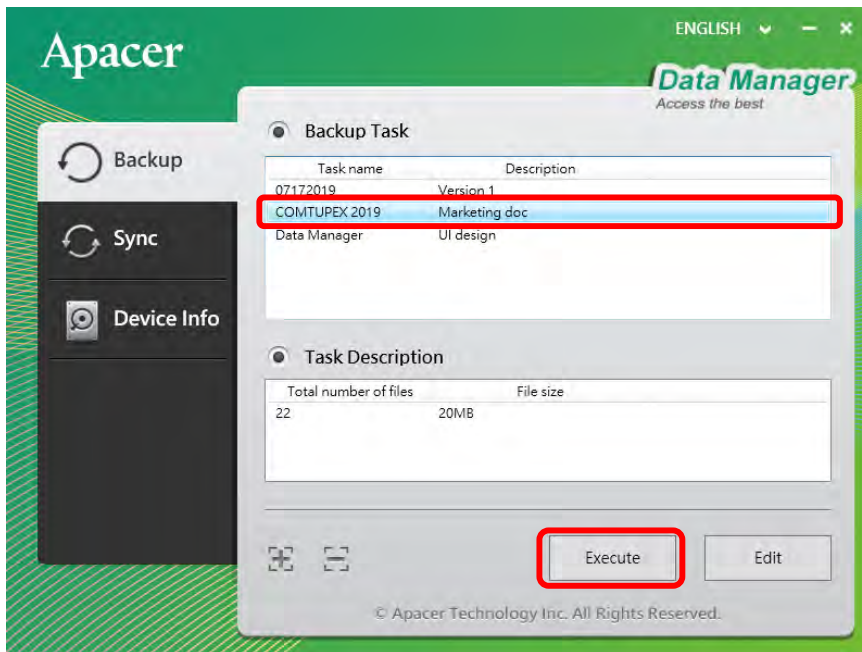 ENGLISH
Apacer
Data Manager
Access the best
Backup
Sync
Device Info
Backup Task
Task name Description
07172019 Version 1
COMTUPEX 2019 Marketing doc
Data Manager UI design
Task Description
Total number of files File size
22 20MB
Execute Edit
© Apacer Technology Inc. All Rights Reserved.